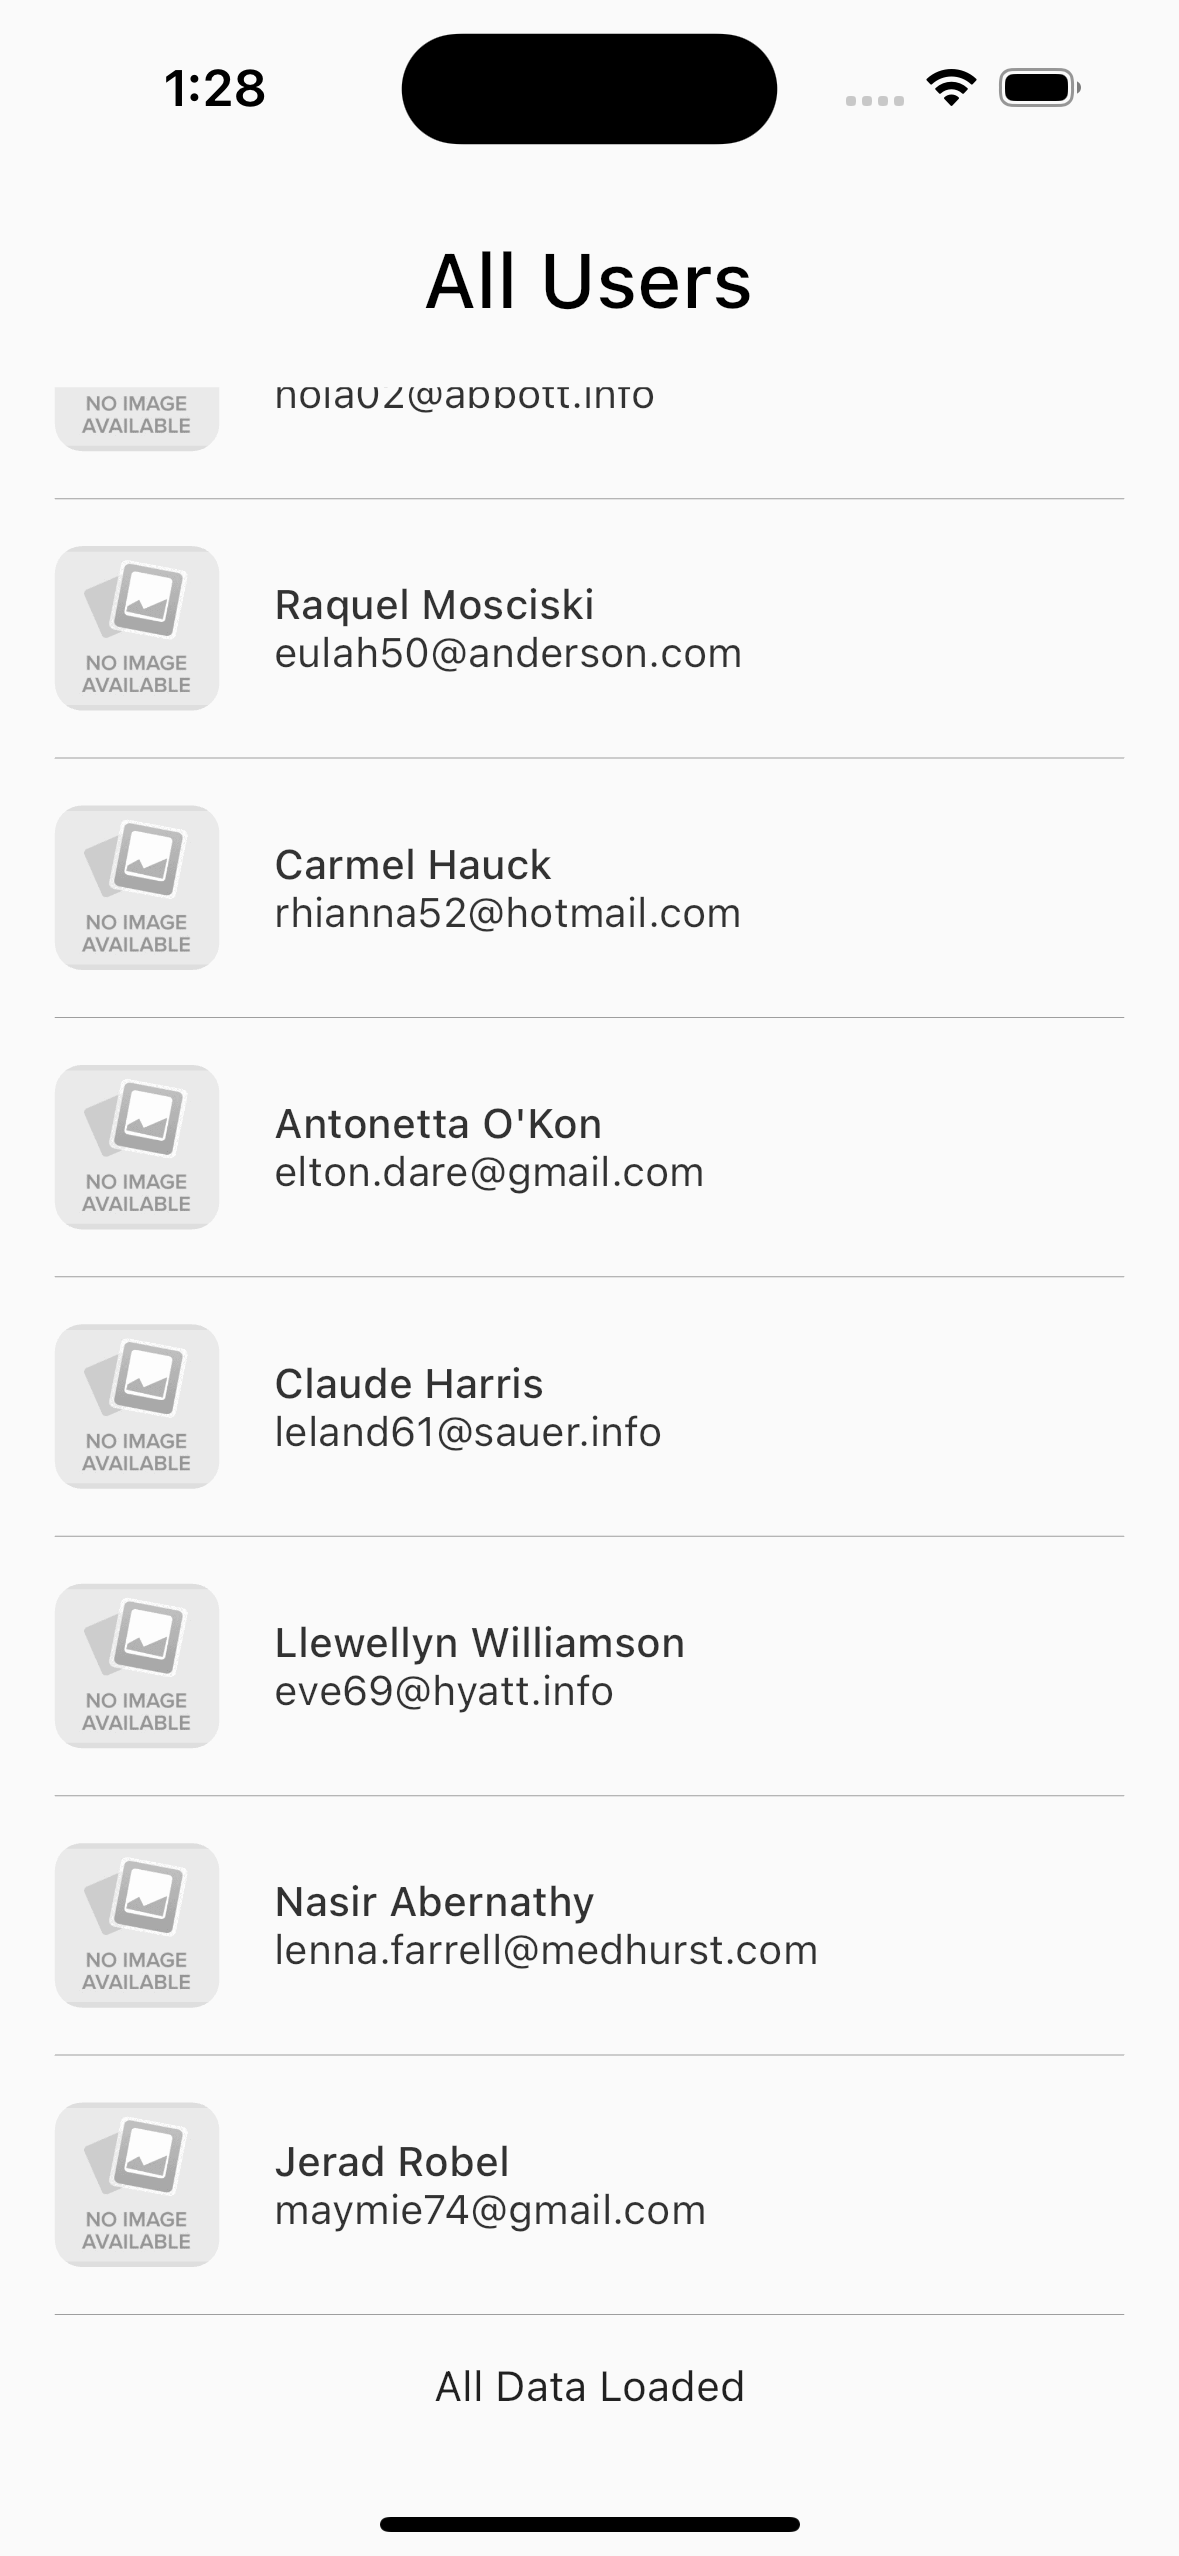 1:28
All Users
NO IMAGE
AVAILABLE
Raquel Mosciski
eulah50@anderson.com
NO IMAGE
AVAILABLE
Carmel Hauck
rhianna52@hotmail.com
NO IMAGE
AVAILABLE
Antonetta O'Kon
elton.dare@gmail.com
NO IMAGE
AVAILABLE
Claude Harris
leland61@sauer.info
NO IMAGE
AVAILABLE
Llewellyn Williamson
eve69@hyatt.info
NO IMAGE
AVAILABLE
Nasir Abernathy
lenna.farrell@medhurst.com
NO IMAGE
AVAILABLE
Jerad Robel
maymie74@gmail.com
NO IMAGE
AVAILABLE
All Data Loaded